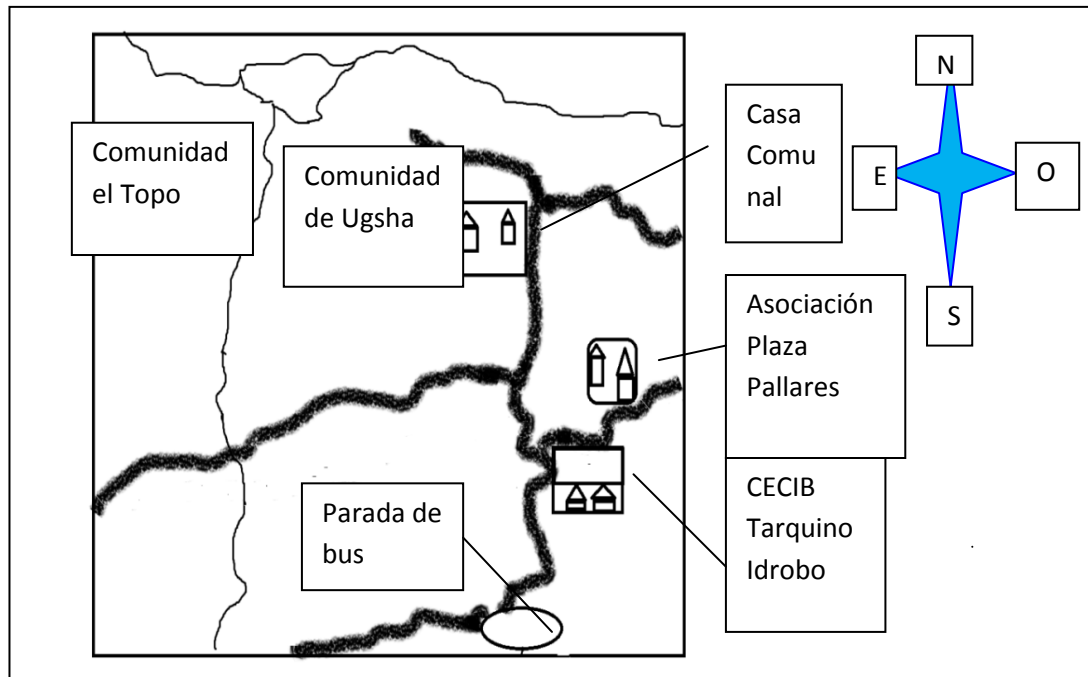 Comunidad
el Topo
Comunidad
de Ugsha
Casa
Comu
nal
N
E
O
S
Asociación
Plaza
Pallares
Parada de
bus
CECIB
Tarquino
Idrobo